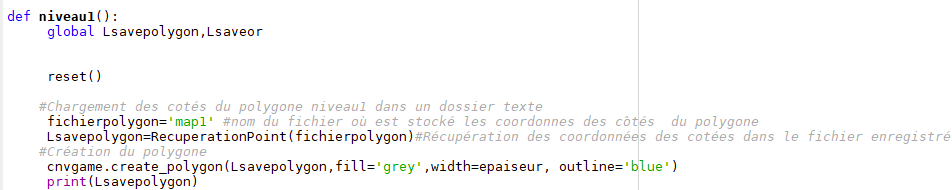 def niveau1():
global Lsavepolygon,Lsaveor
reset()
#Chargement des cotés du polygone niveau1 dans un dossier texte
fichierpolygon='map1' #nom du fichier où est stocké les coordonnes des côtés du polygone
Lsavepolygon=RecuperationPoint(fichierpolygon)#Récupération des coordonnées des cotées dans le fichier enregistré
#Création du polygone
cnvgame.create_polygon(Lsavepolygon,fill='grey',width=epaiseur, outline='blue')
print(Lsavepolygon)